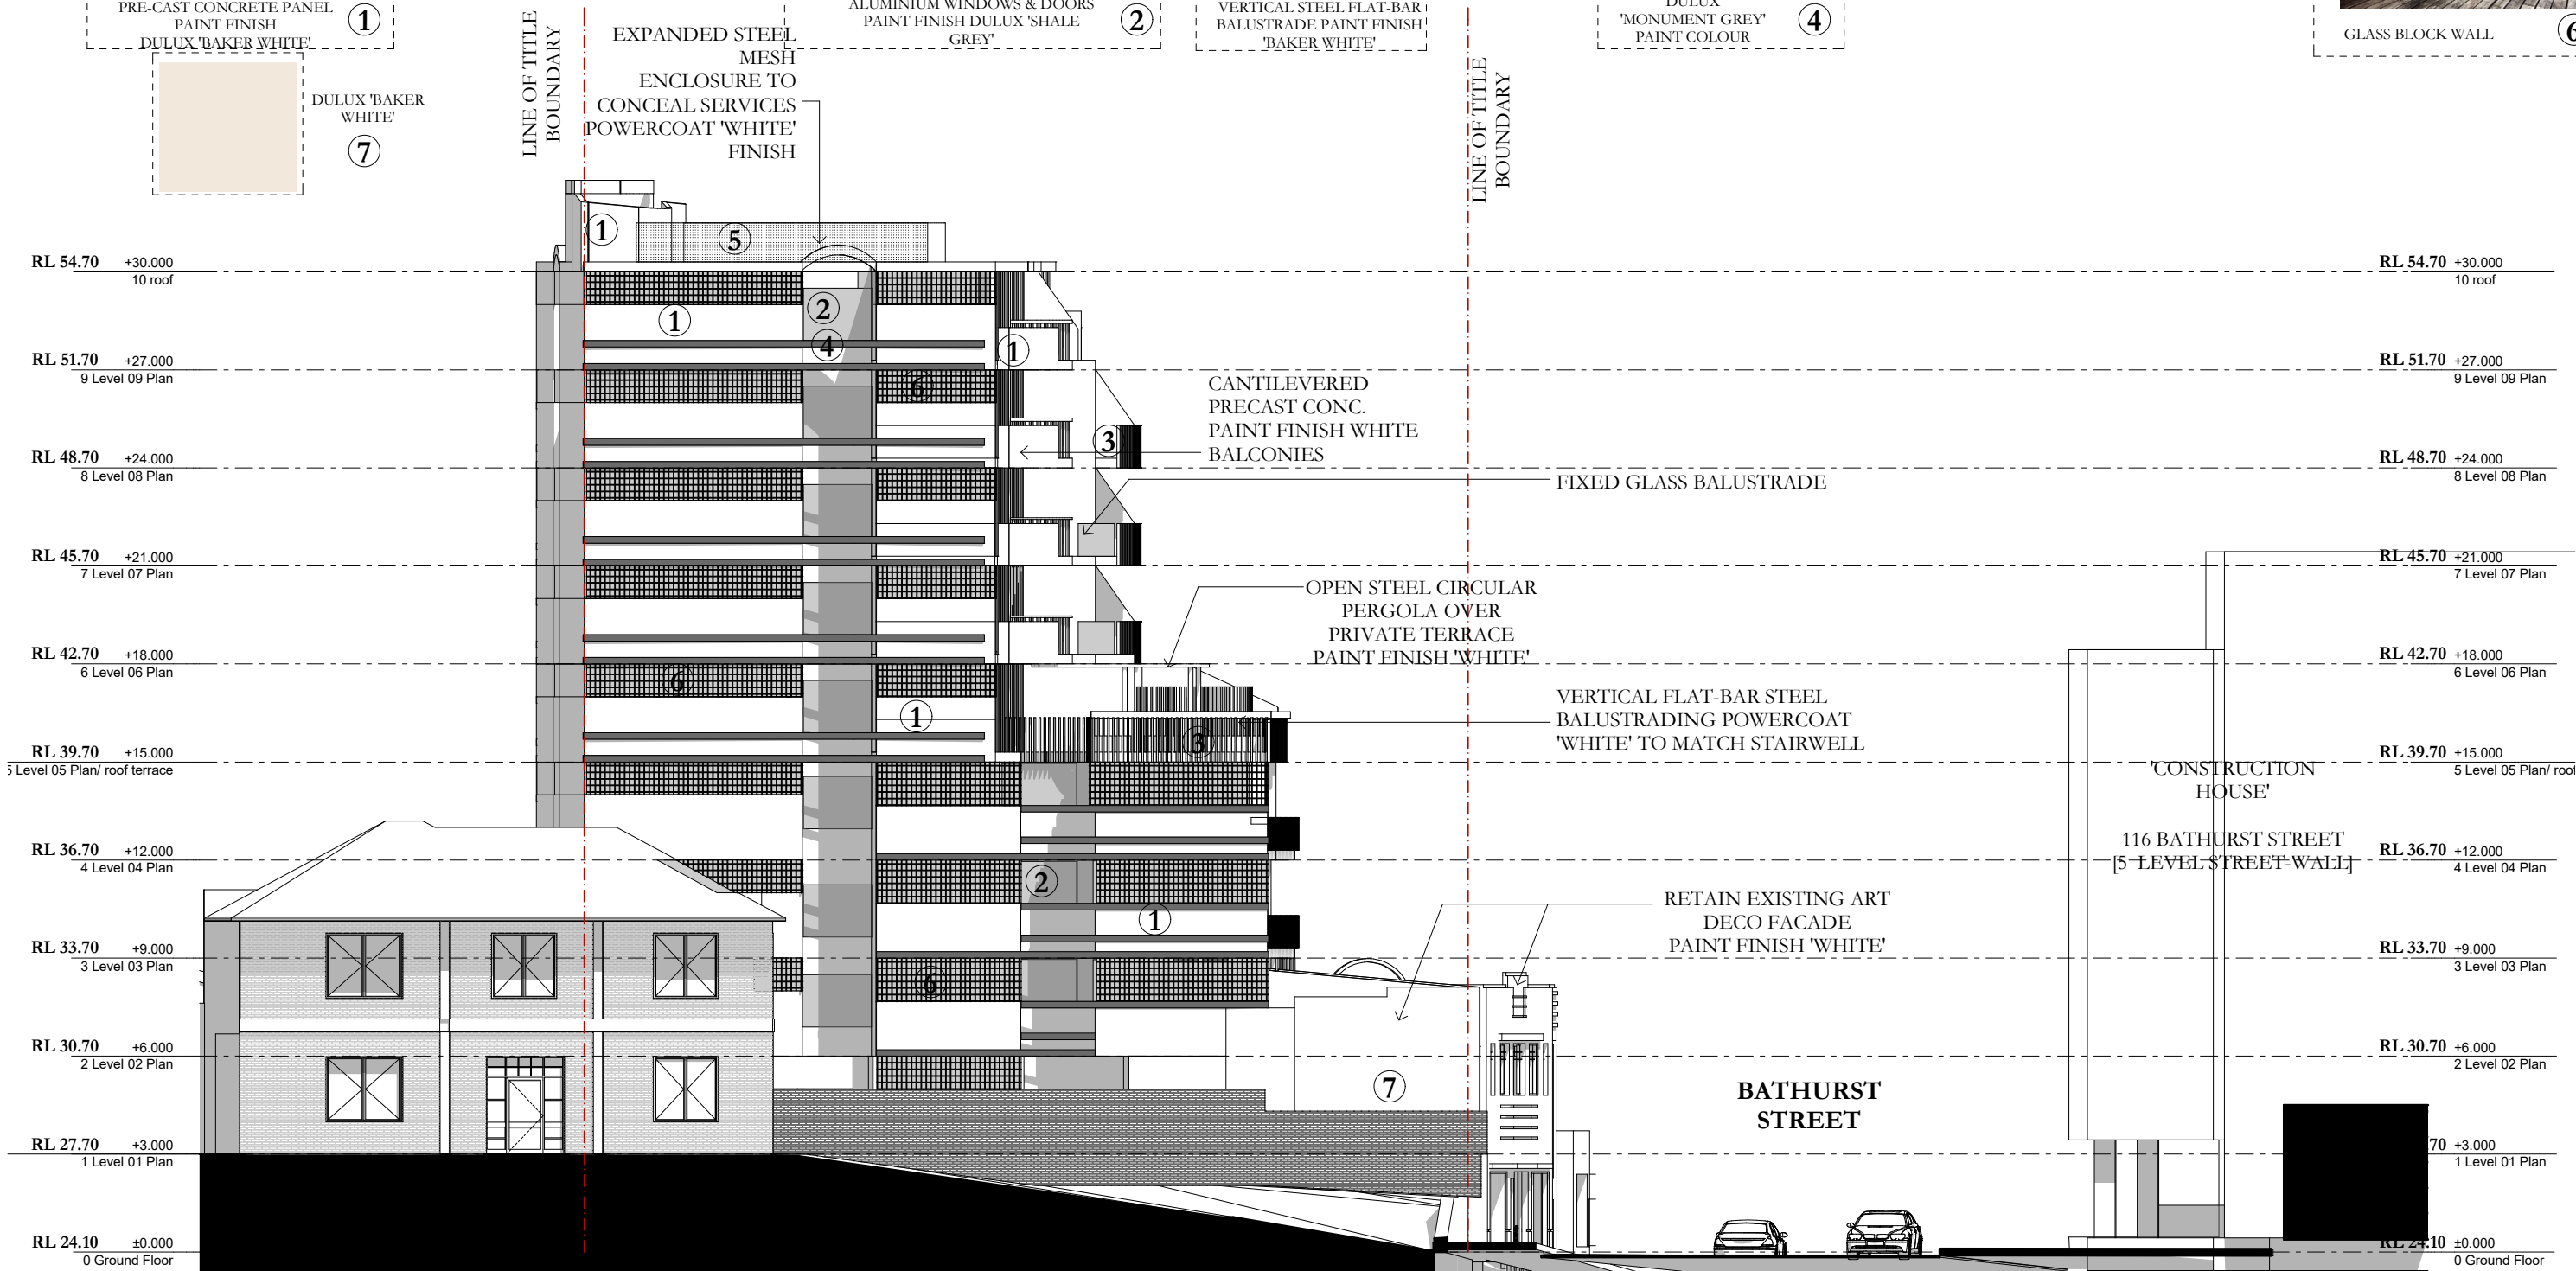 PRE-CAST CONCRETE PANEL
PAINT FINISH
DULUX 'BAKER WHITE'
1
ALUMINIUM WINDOWS & DOORS
PAINT FINISH DULUX 'SHALE
GREY'
2
VERTICAL STEEL FLAT-BAR
BALUSTRADE PAINT FINISH
'BAKER WHITE'
DULUX
'MONUMENT GREY'
PAINT COLOUR
4
GLASS BLOCK WALL
6
DULUX 'BAKER
WHITE'
7
LINE OF TITLE
BOUNDARY
EXPANDED STEEL
MESH
ENCLOSURE TO
CONCEAL SERVICES
POWERCOAT 'WHITE'
FINISH
LINE OF TITLE
BOUNDARY
1
5
RL 54.70 +30.000
10 roof
RL 54.70 +30.000
10 roof
2
1
4
1
RL 51.70 +27.000
9 Level 09 Plan
RL 51.70 +27.000
9 Level 09 Plan
6
CANTILEVERED
PRECAST CONC.
PAINT FINISH WHITE
BALCONIES
3
RL 48.70 +24.000
8 Level 08 Plan
RL 48.70 +24.000
8 Level 08 Plan
FIXED GLASS BALUSTRADE
RL 45.70 +21.000
7 Level 07 Plan
RL 45.70 +21.000
7 Level 07 Plan
OPEN STEEL CIRCULAR
PERGOLA OVER
PRIVATE TERRACE
PAINT FINISH 'WHITE'
RL 42.70 +18.000
6 Level 06 Plan
RL 42.70 +18.000
6 Level 06 Plan
6
1
VERTICAL FLAT-BAR STEEL
BALUSTRADING POWERCOAT
'WHITE' TO MATCH STAIRWELL
3
RL 39.70 +15.000
5 Level 05 Plan/ roof terrace
RL 39.70 +15.000
5 Level 05 Plan/ roof
'CONSTRUCTION
HOUSE'
116 BATHURST STREET
[5 LEVEL STREET-WALL]
RL 36.70 +12.000
4 Level 04 Plan
RL 36.70 +12.000
4 Level 04 Plan
2
1
RETAIN EXISTING ART
DECO FACADE
PAINT FINISH 'WHITE'
RL 33.70 +9.000
3 Level 03 Plan
RL 33.70 +9.000
3 Level 03 Plan
6
RL 30.70 +6.000
2 Level 02 Plan
RL 30.70 +6.000
2 Level 02 Plan
7
BATHURST
STREET
RL 27.70 +3.000
1 Level 01 Plan
70 +3.000
1 Level 01 Plan
RL 24.10 ±0.000
0 Ground Floor
RL 24.10 ±0.000
0 Ground Floor